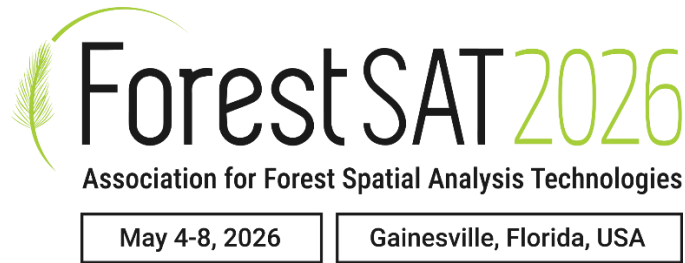 ForestSAT2026
Association for Forest Spatial Analysis Technologies
May 4-8, 2026
Gainesville, Florida, USA